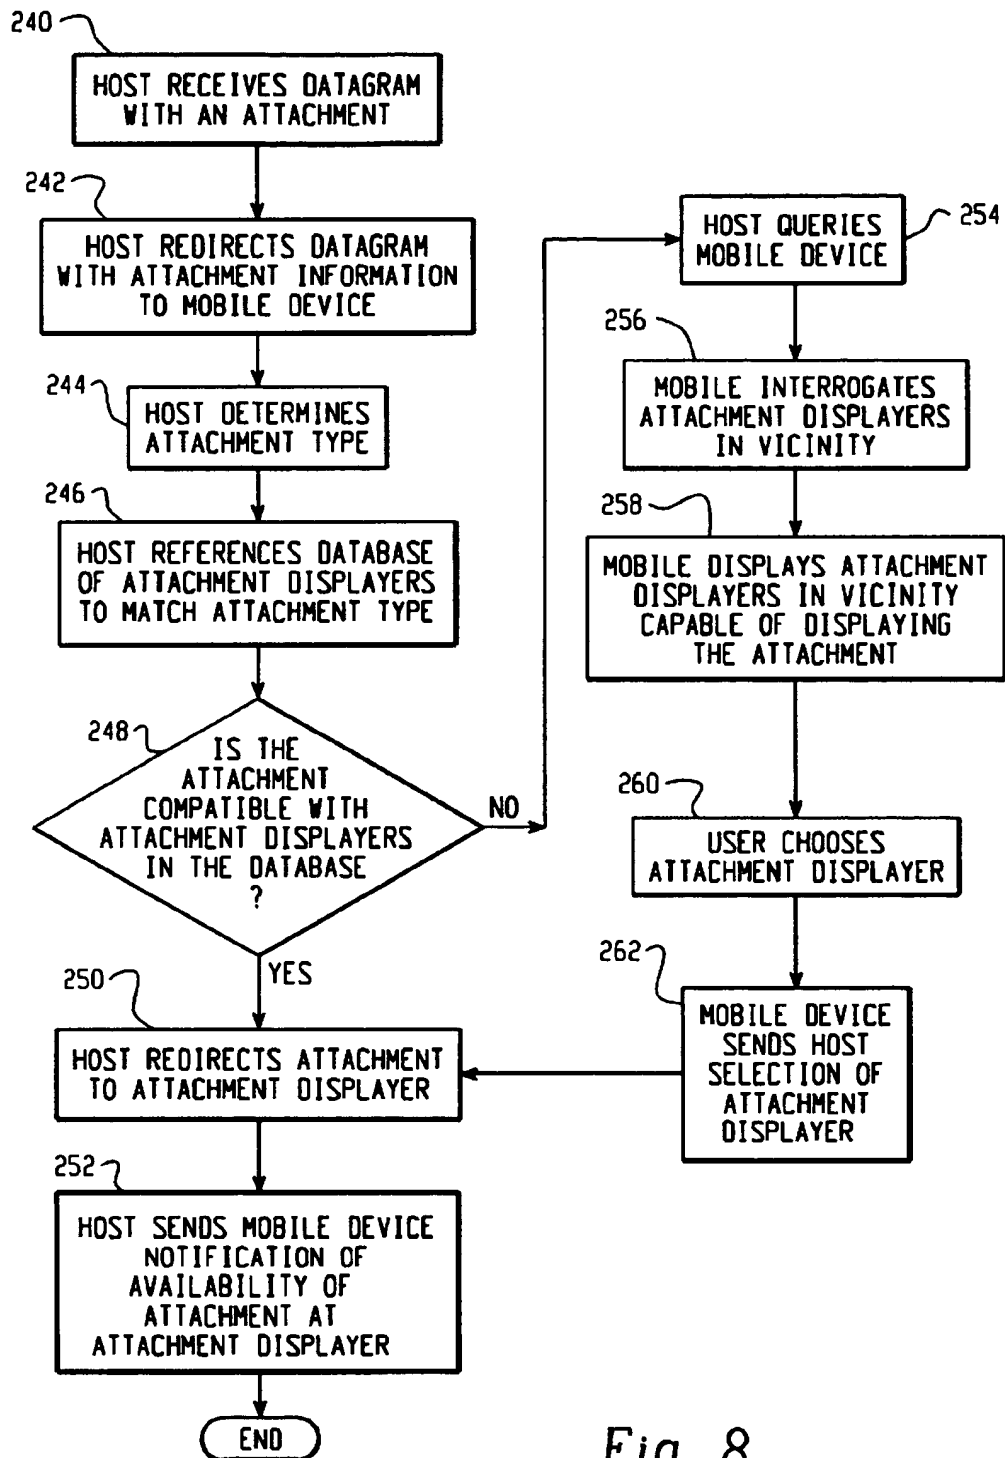 240
HOST RECEIVES DATAGRAM
WITH AN ATTACHMENT
242
HOST REDIRECTS DATAGRAM
WITH ATTACHMENT INFORMATION
TO MOBILE DEVICE
244
HOST DETERMINES
ATTACHMENT TYPE
246
HOST REFERENCES DATABASE
OF ATTACHMENT DISPLAYERS
TO MATCH ATTACHMENT TYPE
248
IS THE
ATTACHMENT
COMPATIBLE WITH
ATTACHMENT DISPLAYERS
IN THE DATABASE
?
NO
YES
250
HOST REDIRECTS ATTACHMENT
TO ATTACHMENT DISPLAYER
252
HOST SENDS MOBILE DEVICE
NOTIFICATION OF
AVAILABILITY OF
ATTACHMENT AT
ATTACHMENT DISPLAYER
END
254
HOST QUERIES
MOBILE DEVICE
256
MOBILE INTERROGATES
ATTACHMENT DISPLAYERS
IN VICINITY
258
MOBILE DISPLAYS ATTACHMENT
DISPLAYERS IN VICINITY
CAPABLE OF DISPLAYING
THE ATTACHMENT
260
USER CHOOSES
ATTACHMENT DISPLAYER
262
MOBILE DEVICE
SENDS HOST
SELECTION OF
ATTACHMENT
DISPLAYER
Fig. 8